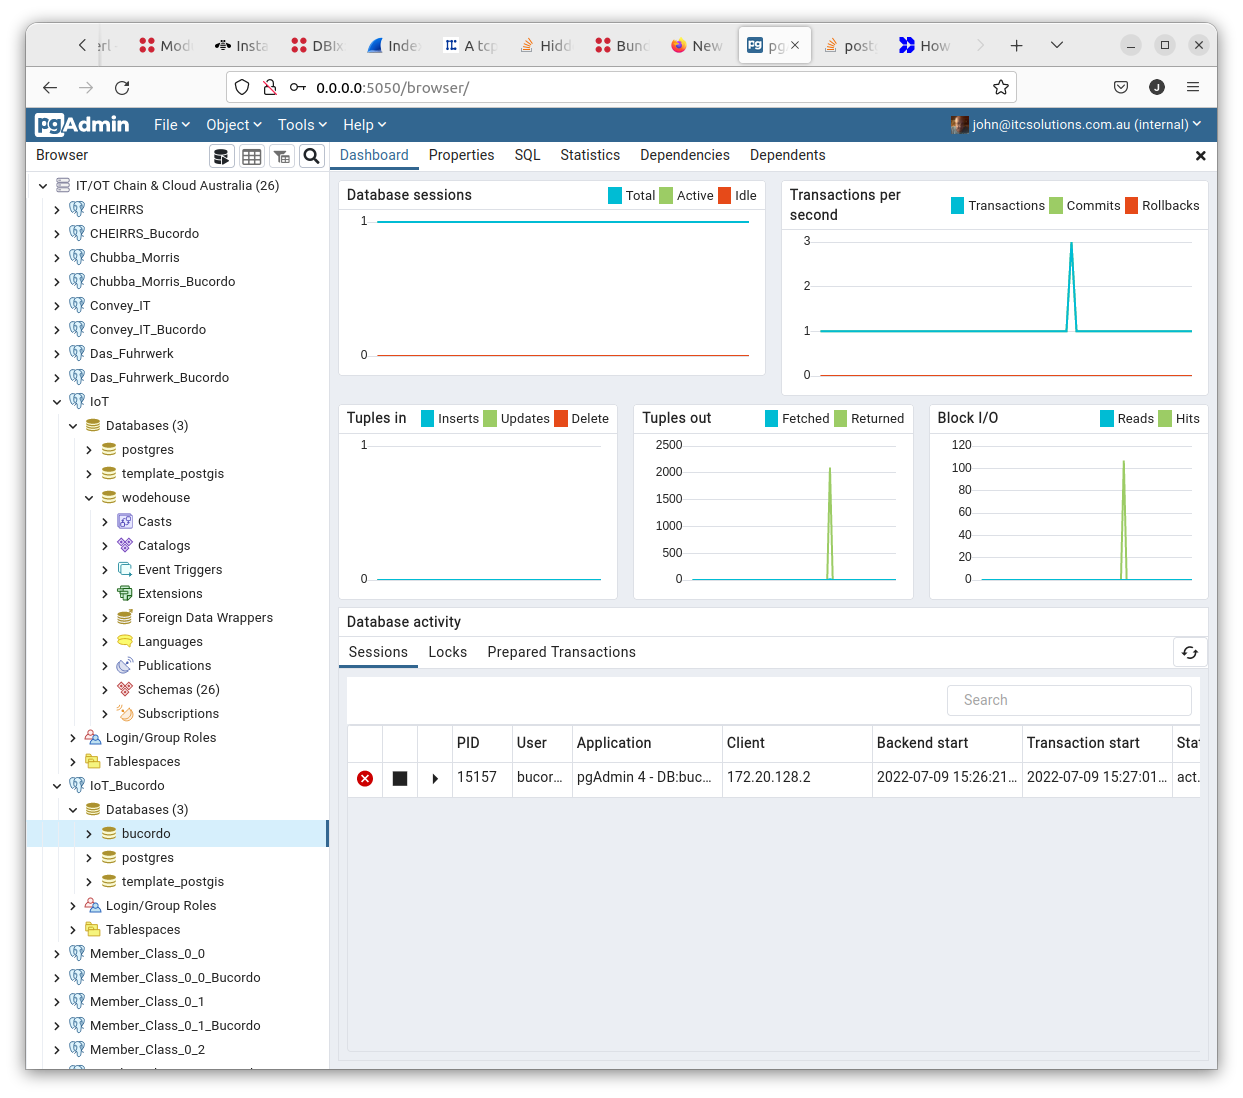 Mod
Insta
DBIx
Inde
A tcp
Hidd
Bund
New
pg
post
How
0.0.0.0:5050/browser/
pgAdmin File Object Tools Help john@itcsolutions.com.au (internal)
Browser
Dashboard Properties SQL Statistics Dependencies Dependents
IT/OT Chain & Cloud Australia (26)
CHEIRRS
CHEIRRS_Bucordo
Chubba_Morris
Chubba_Morris_Bucordo
Convey_IT
Convey_IT_Bucordo
Das_Fuhrwerk
Das_Fuhrwerk_Bucordo
IoT
Databases (3)
postgres
template_postgis
wodehouse
Casts
Catalogs
Event Triggers
Extensions
Foreign Data Wrappers
Languages
Publications
Schemas (26)
Subscriptions
Login/Group Roles
Tablespaces
IoT_Bucordo
Databases (3)
bucordo
postgres
template_postgis
Login/Group Roles
Tablespaces
Member_Class_0_0
Member_Class_0_0_Bucordo
Member_Class_0_1
Member_Class_0_1_Bucordo
Member_Class_0_2
Database sessions Total Active Idle
1
0
Transactions per
second
Transactions Commits Rollbacks
3
2
1
0
Tuples in Inserts Updates Delete
1
0
Tuples out Fetched Returned
2500
2000
1500
1000
500
0
Block I/O Reads Hits
120
100
80
60
40
20
0
Database activity
Sessions Locks Prepared Transactions
Search
PID User Application Client Backend start Transaction start Sta
15157 bucor... pgAdmin 4 - DB:buc... 172.20.128.2 2022-07-09 15:26:21... 2022-07-09 15:27:01... act.